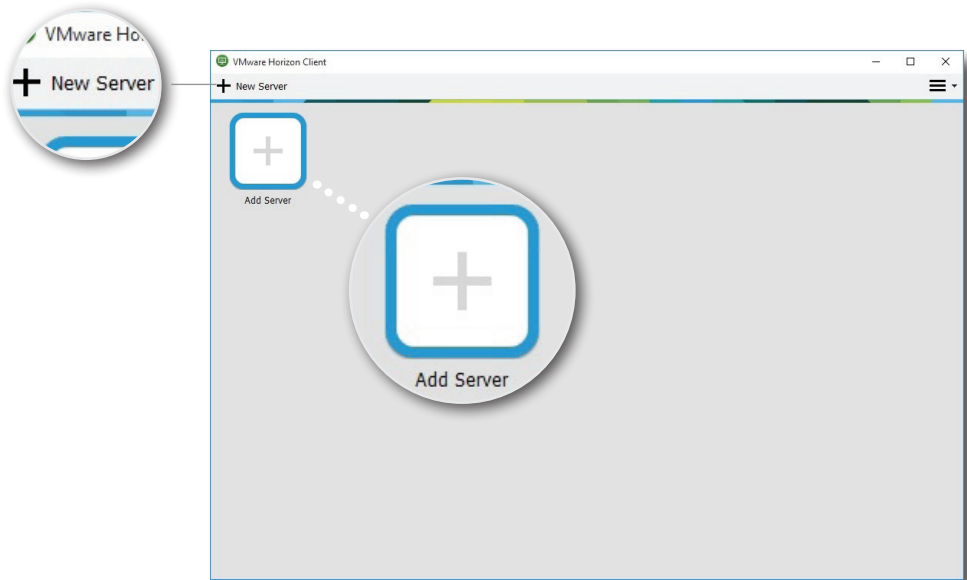 VMware Ho
New Server
VMware Horizon Client
New Server
Add Server
Add Server